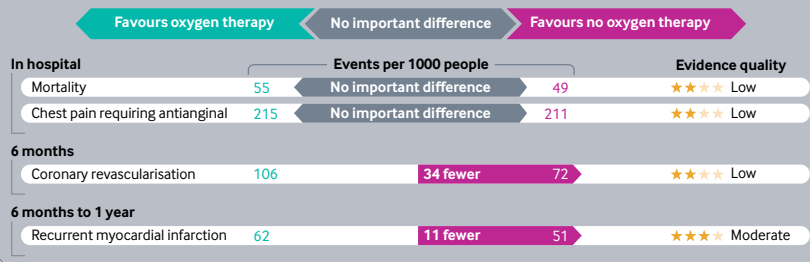 Favours oxygen therapy No important difference Favours no oxygen therapy
In hospital Events per 1000 people Evidence quality
Mortality 55 No important difference 49 Low
Chest pain requiring antianginal 215 No important difference 211 Low
6 months
Coronary revascularisation 106 34 fewer 72 Low
6 months to 1 year
Recurrent myocardial infarction 62 11 fewer 51 Moderate